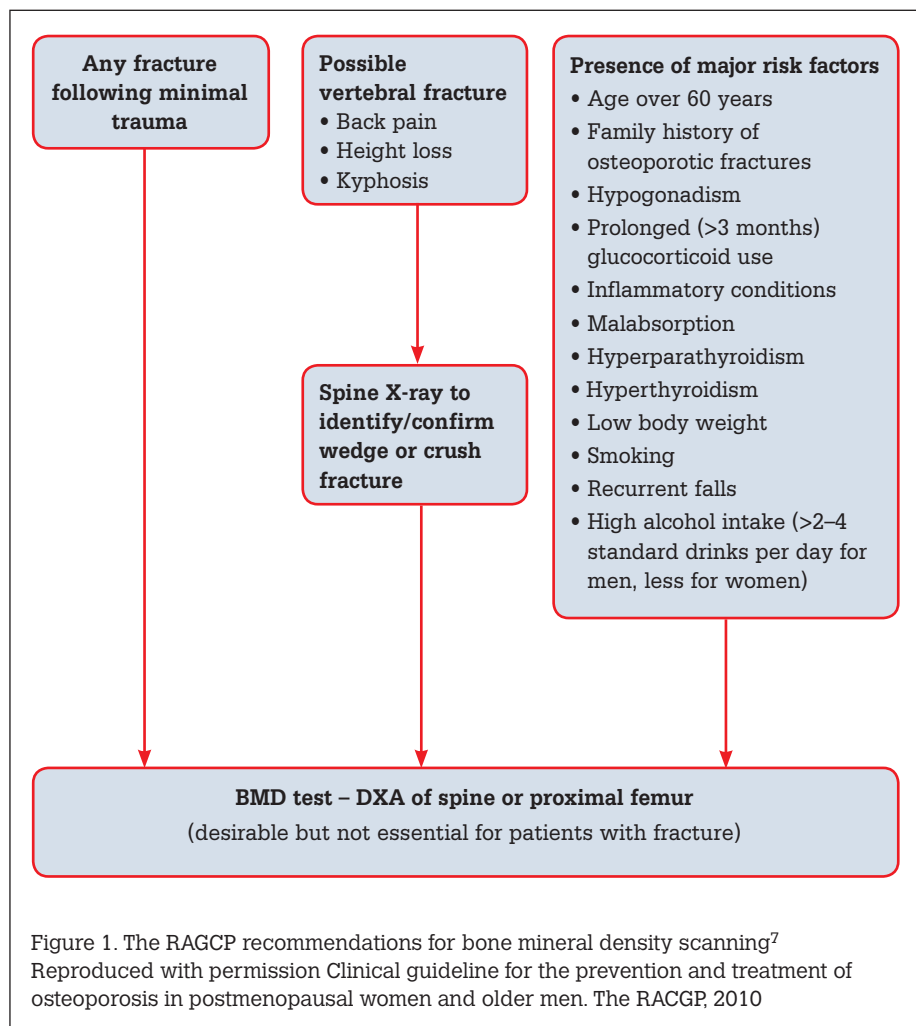 Any fracture
following minimal
trauma
Possible
vertebral fracture
• Back pain
• Height loss
• Kyphosis
Presence of major risk factors
• Age over 60 years
• Family history of
osteoporotic fractures
• Hypogonadism
• Prolonged (>3 months)
glucocorticoid use
• Inflammatory conditions
• Malabsorption
• Hyperparathyroidism
• Hyperthyroidism
• Low body weight
• Smoking
• Recurrent falls
• High alcohol intake (>2–4
standard drinks per day for
men, less for women)
Spine X-ray to
identify/confirm
wedge or crush
fracture
BMD test – DXA of spine or proximal femur
(desirable but not essential for patients with fracture)
Figure 1. The RAGCP recommendations for bone mineral density scanning7
Reproduced with permission Clinical guideline for the prevention and treatment of
osteoporosis in postmenopausal women and older men. The RACGP, 2010